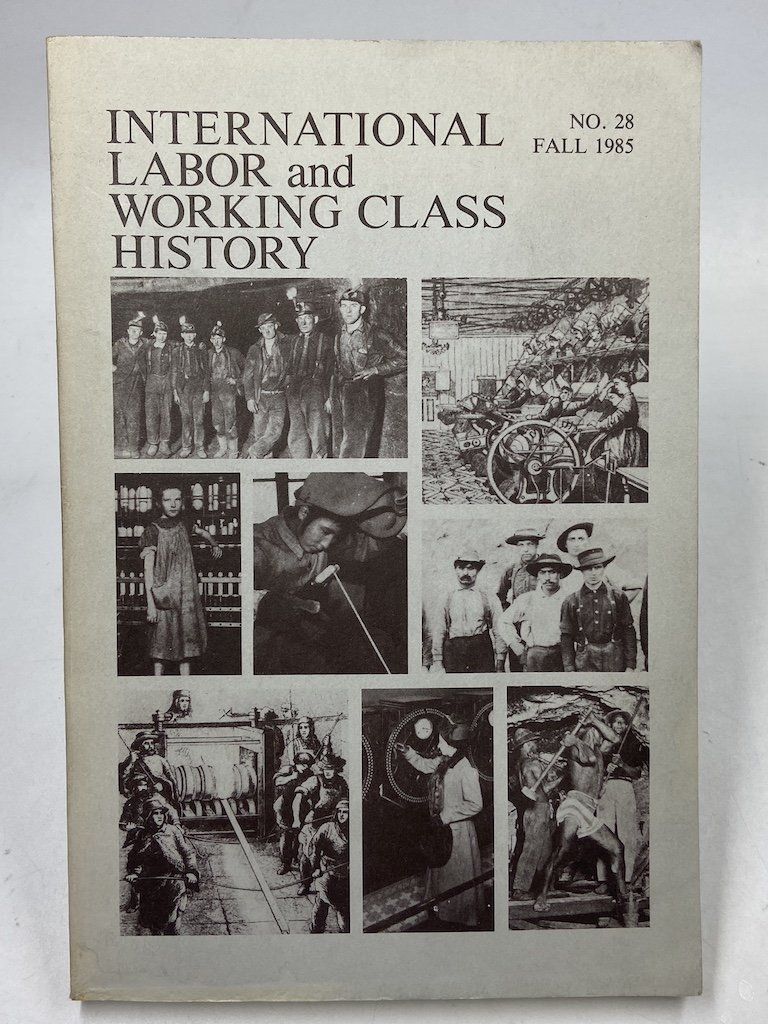 INTERNATIONAL
LABOR and
WORKING CLASS
HISTORY
NO. 28
FALL 1985